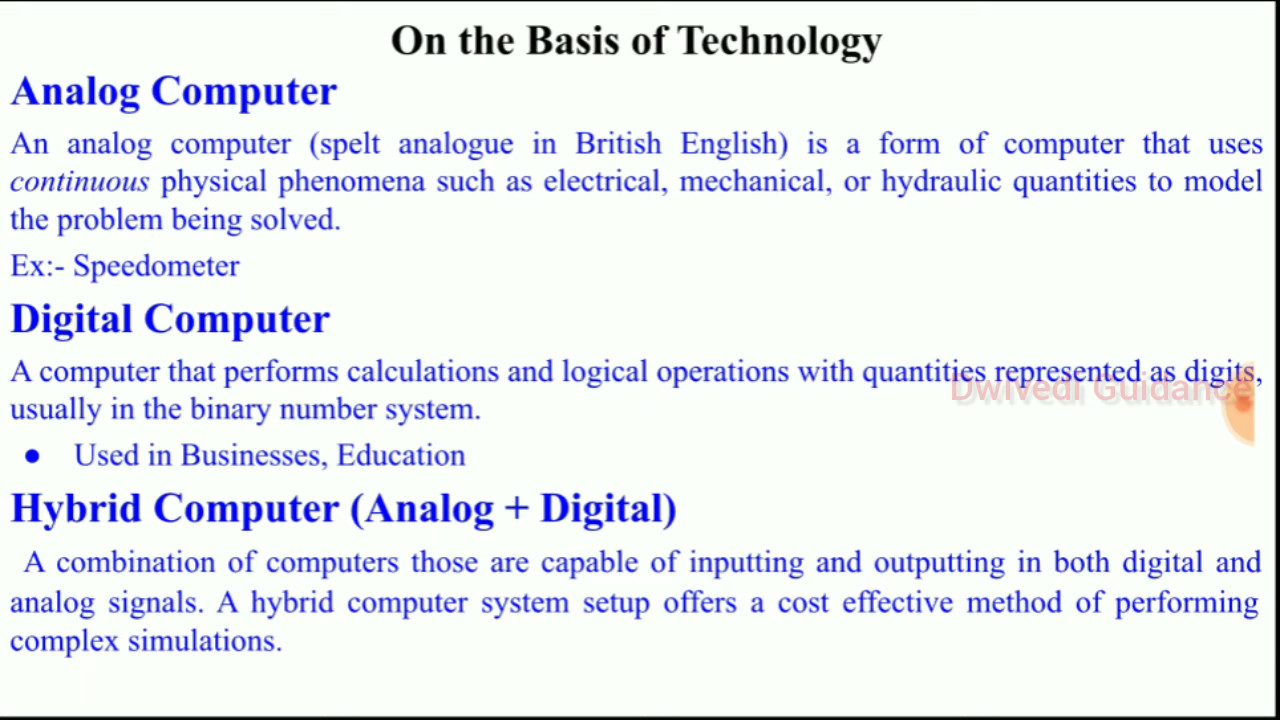 On the Basis of Technology
Analog Computer
An analog computer (spelt analogue in British English) is a form of computer that uses
continuous physical phenomena such as electrical, mechanical, or hydraulic quantities to model
the problem being solved.
Ex:- Speedometer
Digital Computer
A computer that performs calculations and logical operations with quantities represented as digits,
Dwivedi Guidance
usually in the binary number system.
● Used in Businesses, Education
Hybrid Computer (Analog + Digital)
A combination of computers those are capable of inputting and outputting in both digital and
analog signals. A hybrid computer system setup offers a cost effective method of performing
complex simulations.